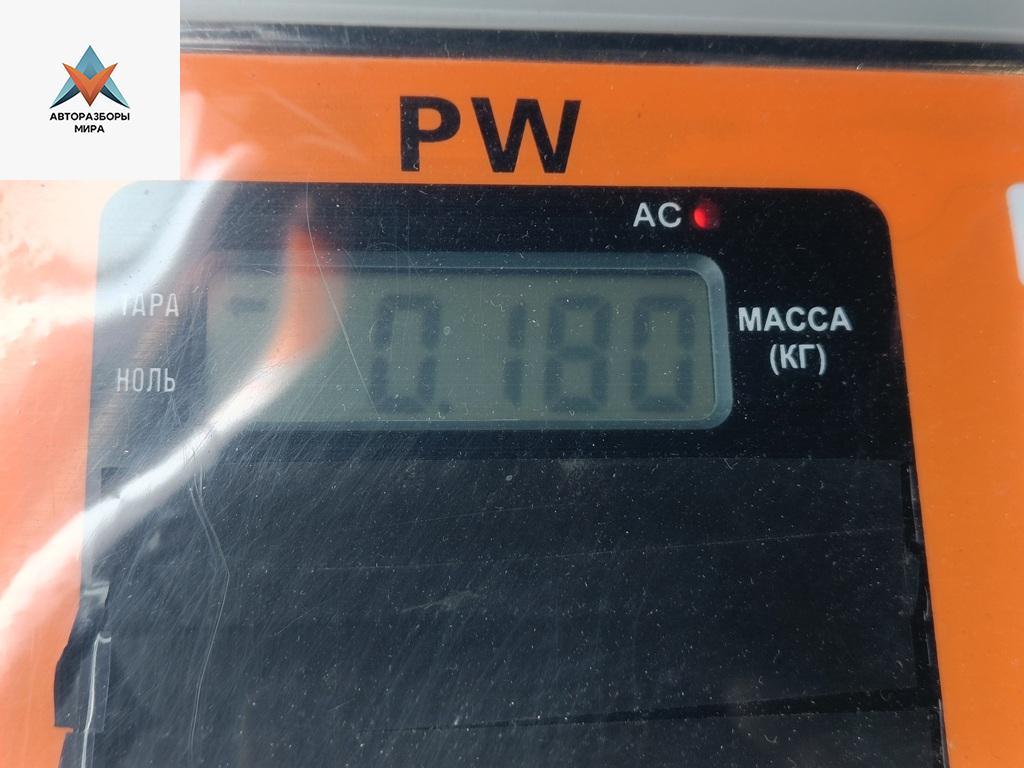 АВТОРАЗБОРЫ
МИРА
PW
AC
ТАРА
НОЛЬ
0.180
МАССА
(КГ)